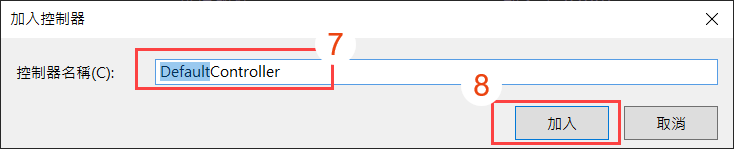 加入控制器
7
控制器名稱(C):
DefaultController
8
加入
取消